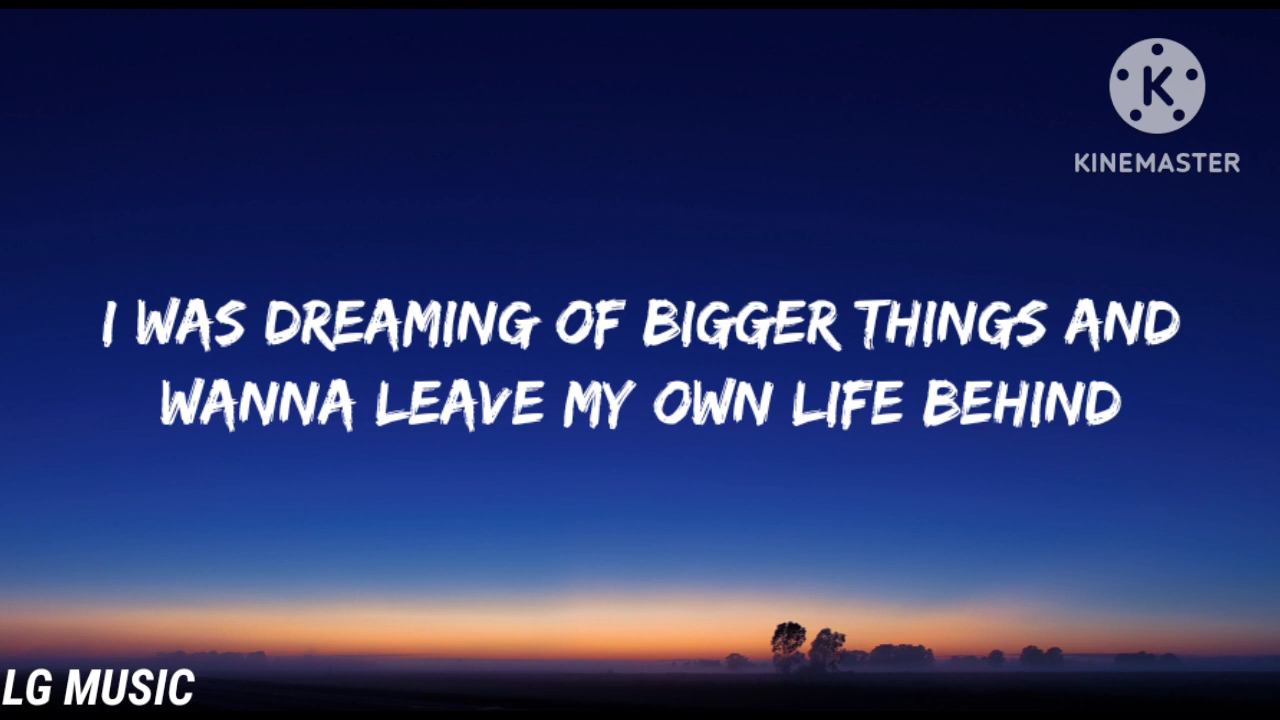 K
KINEMASTER
I WAS DREAMING OF BIGGER THINGS AND
WANNA LEAVE MY OWN LIFE BEHIND
LG MUSIC